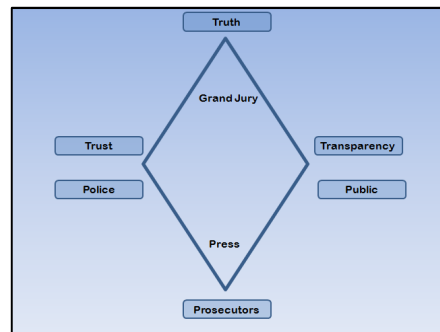 Truth
Grand Jury
Trust
Transparency
Police
Public
Press
Prosecutors